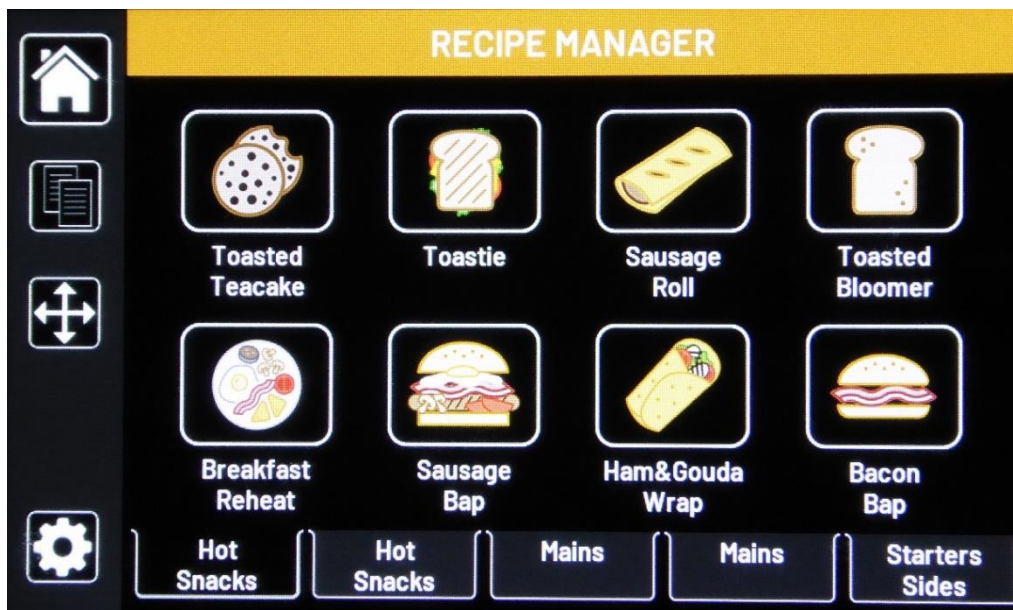 RECIPE MANAGER
Toasted
Teacake
Toastie
Sausage
Roll
Toasted
Bloomer
Breakfast
Reheat
Sausage
Bap
Ham&Gouda
Wrap
Bacon
Bap
Hot
Snacks
Hot
Snacks
Mains
Mains
Starters
Sides